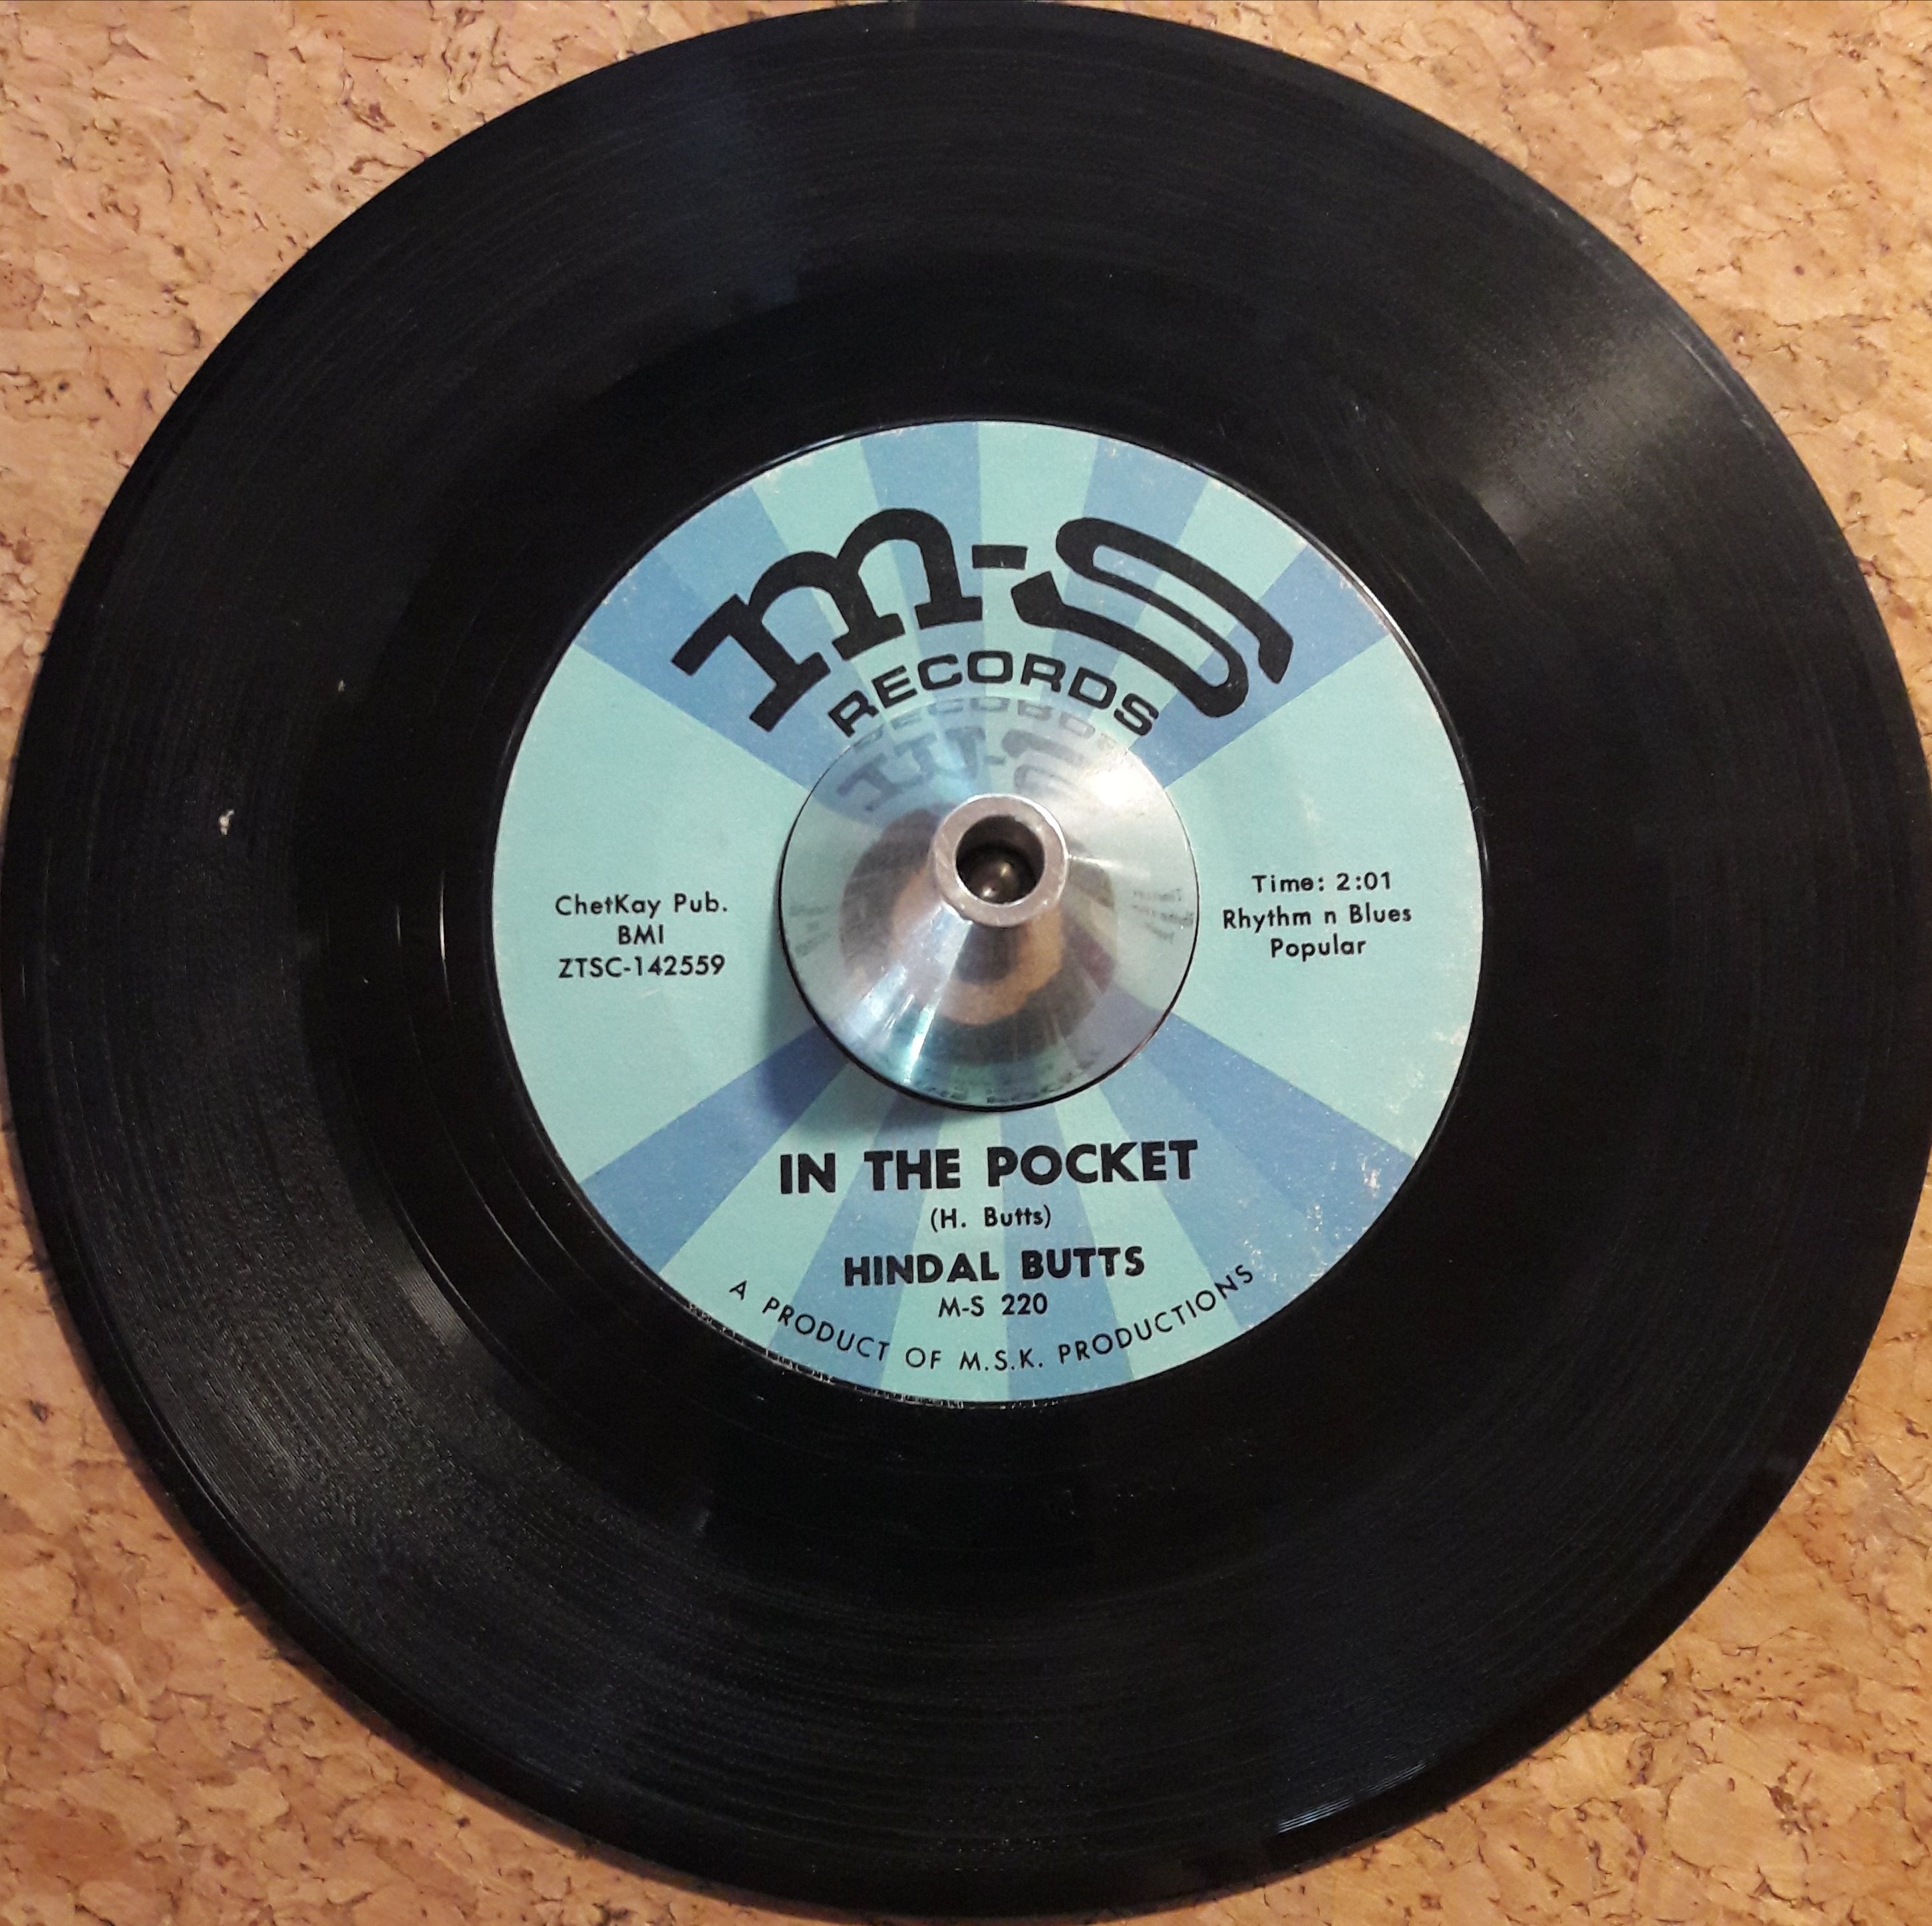 M-S
RECORDS
ChetKay Pub.
BMI
ZTSC-142559
Time: 2:01
Rhythm n Blues
Popular
IN THE POCKET
(H. Butts)
HINDAL BUTTS
M-S 220
A PRODUCT OF M.S.K. PRODUCTIONS